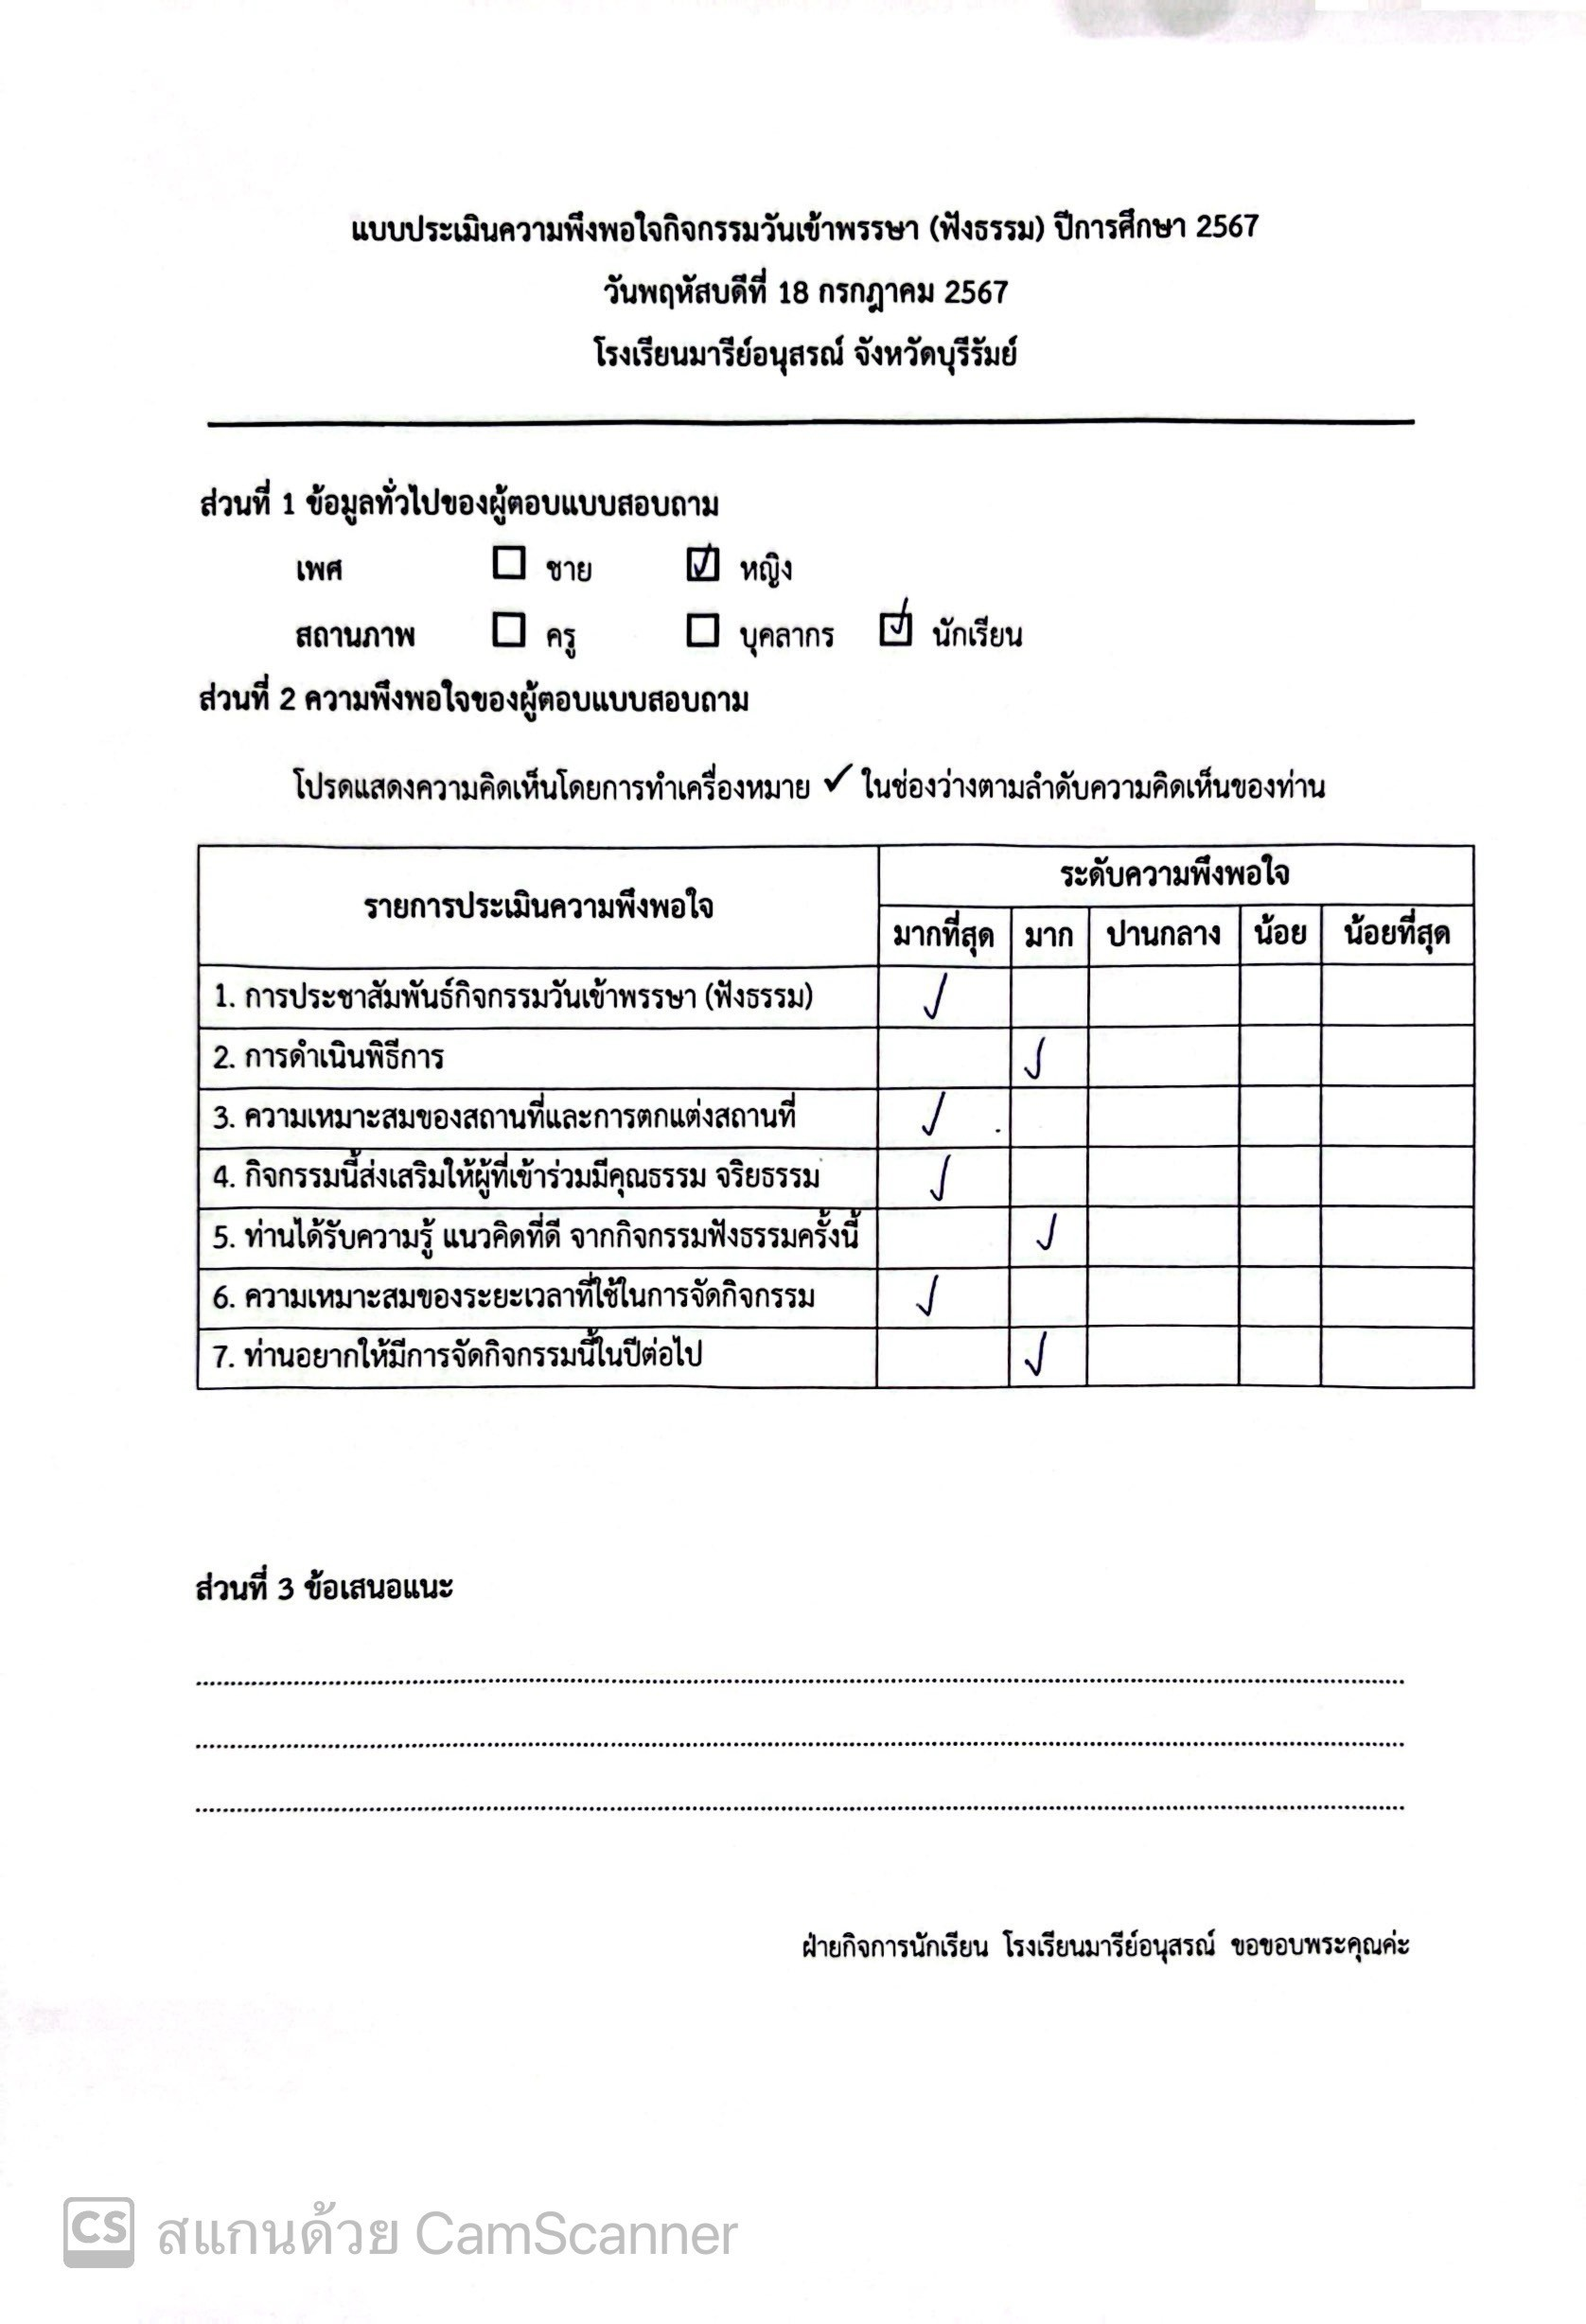 แบบประเมินความพึงพอใจกิจกรรมวันเข้าพรรษา (ฟังธรรม) ปีการศึกษา 2567
วันพฤหัสบดีที่ 18 กรกฎาคม 2567
โรงเรียนมารีย์อนุสรณ์ จังหวัดบุรีรัมย์
ส่วนที่ 1 ข้อมูลทั่วไปของผู้ตอบแบบสอบถาม
เพศ ☐ ชาย ☑ หญิง
สถานภาพ ☐ ครู ☐ บุคลากร ☑ นักเรียน
ส่วนที่ 2 ความพึงพอใจของผู้ตอบแบบสอบถาม
โปรดแสดงความคิดเห็นโดยการทำเครื่องหมาย ✓ ในช่องว่างตามลำดับความคิดเห็นของท่าน
รายการประเมินความพึงพอใจ ระดับความพึงพอใจ
มากที่สุด มาก ปานกลาง น้อย น้อยที่สุด
1. การประชาสัมพันธ์กิจกรรมวันเข้าพรรษา (ฟังธรรม) ✓
2. การดำเนินพิธีการ ✓
3. ความเหมาะสมของสถานที่และการตกแต่งสถานที่ ✓
4. กิจกรรมนี้ส่งเสริมให้ผู้ที่เข้าร่วมมีคุณธรรม จริยธรรม ✓
5. ท่านได้รับความรู้ แนวคิดที่ดี จากกิจกรรมฟังธรรมครั้งนี้ ✓
6. ความเหมาะสมของระยะเวลาที่ใช้ในการจัดกิจกรรม ✓
7. ท่านอยากให้มีการจัดกิจกรรมนี้ในปีต่อไป ✓
ส่วนที่ 3 ข้อเสนอแนะ
ฝ่ายกิจการนักเรียน โรงเรียนมารีย์อนุสรณ์ ขอขอบพระคุณค่ะ
CS สแกนด้วย CamScanner